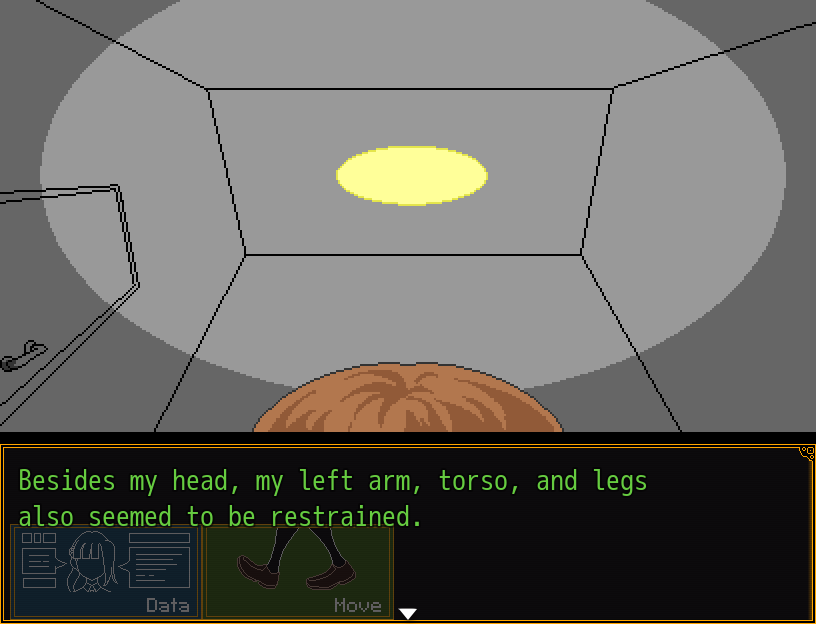 Besides my head, my left arm, torso, and legs
also seemed to be restrained.
Data
Move